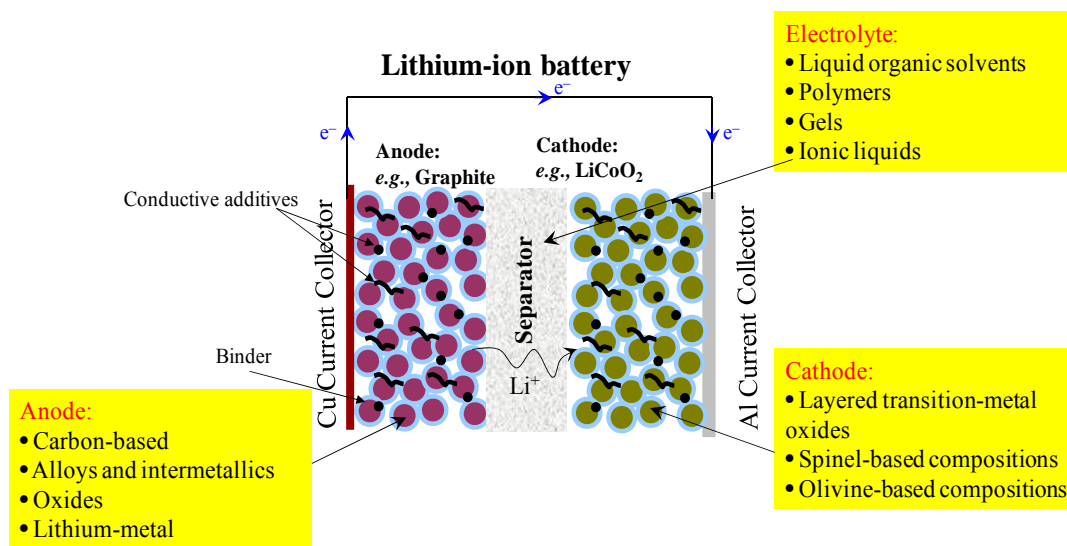 Lithium-ion battery
e⁻
e⁻
e⁻
Electrolyte:
• Liquid organic solvents
• Polymers
• Gels
• Ionic liquids
Anode:
e.g., Graphite
Cathode:
e.g., LiCoO₂
Conductive additives
Cu Current Collector
Separator
Al Current Collector
Binder
Li⁺
Anode:
• Carbon-based
• Alloys and intermetallics
• Oxides
• Lithium-metal
Cathode:
• Layered transition-metal
oxides
• Spinel-based compositions
• Olivine-based compositions